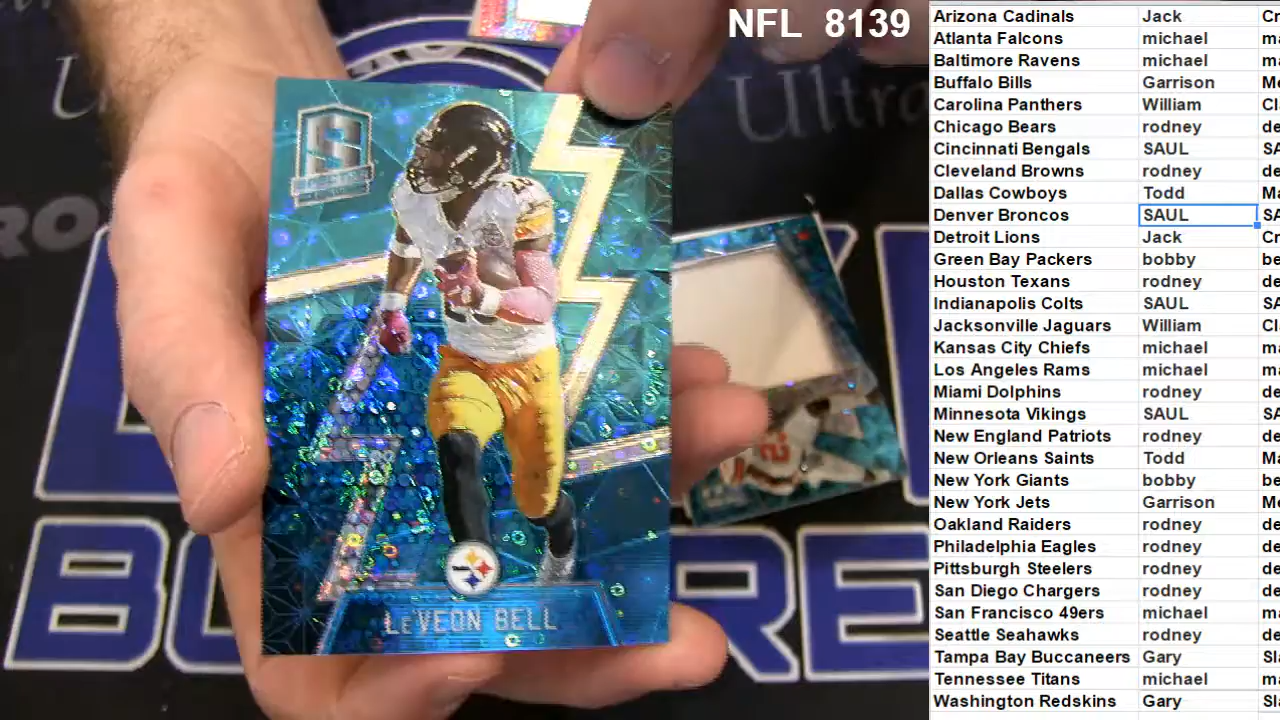 NFL 8139
Ultra
LeVEON BELL
Arizona Cadinals Jack
Atlanta Falcons michael
Baltimore Ravens michael
Buffalo Bills Garrison
Carolina Panthers William
Chicago Bears rodney
Cincinnati Bengals SAUL
Cleveland Browns rodney
Dallas Cowboys Todd
Denver Broncos SAUL
Detroit Lions Jack
Green Bay Packers bobby
Houston Texans rodney
Indianapolis Colts SAUL
Jacksonville Jaguars William
Kansas City Chiefs michael
Los Angeles Rams michael
Miami Dolphins rodney
Minnesota Vikings SAUL
New England Patriots rodney
New Orleans Saints Todd
New York Giants bobby
New York Jets Garrison
Oakland Raiders rodney
Philadelphia Eagles rodney
Pittsburgh Steelers rodney
San Diego Chargers rodney
San Francisco 49ers michael
Seattle Seahawks rodney
Tampa Bay Buccaneers Gary
Tennessee Titans michael
Washington Redskins Gary